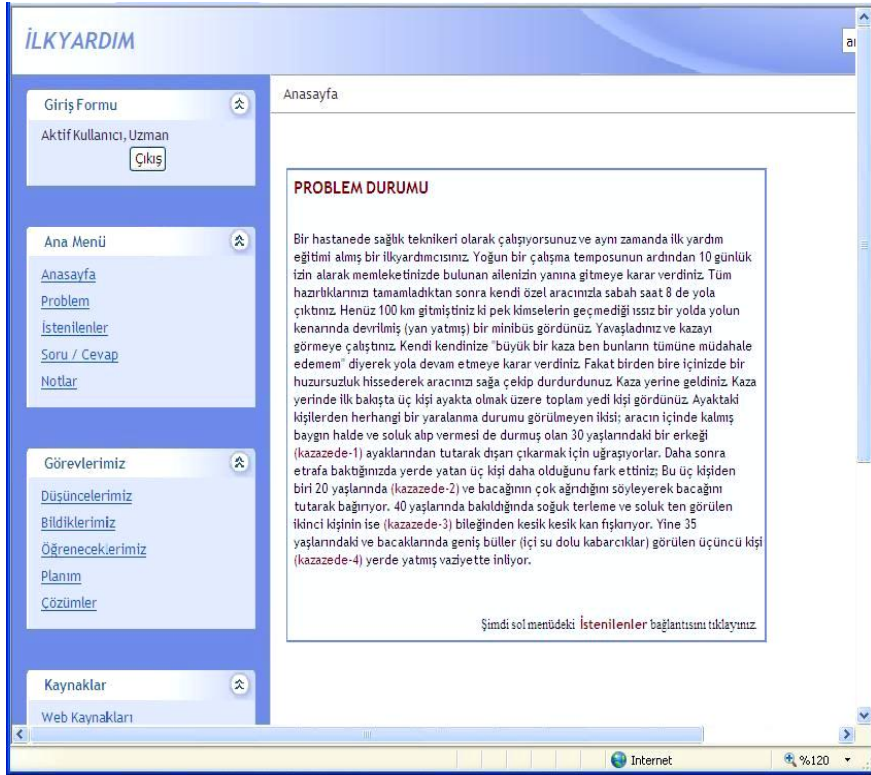 İLKYARDIM
Giriş Formu
Aktif Kullanıcı, Uzman
Çıkış
Ana Menü
Anasayfa
Problem
İstenilenler
Soru / Cevap
Notlar
Görevlerimiz
Düşüncelerimiz
Bildiklerimiz
Öğreneceklerimiz
Planım
Çözümler
Kaynaklar
Web Kaynakları
Anasayfa
PROBLEM DURUMU
Bir hastanede sağlık teknikeri olarak çalışıyorsunuz ve aynı zamanda ilk yardım
eğitimi almış bir ilkyardımcısınız. Yoğun bir çalışma temposunun ardından 10 günlük
izin alarak memleketinizde bulunan ailenizin yanına gitmeye karar verdiniz. Tüm
hazırlıklarınızı tamamladıktan sonra kendi özel aracınızla sabah saat 8 de yola
çıktınız. Henüz 100 km gitmiştiniz ki pek kimselerin geçmediği ıssız bir yolda yolun
kenarında devrilmiş (yan yatmış) bir minibüs gördünüz. Yavaşladınız ve kazayı
görmeye çalıştınız. Kendi kendinize "büyük bir kaza ben bunların tümüne müdahale
edemem" diyerek yola devam etmeye karar verdiniz. Fakat birden bire içinizde bir
huzursuzluk hissederek aracınızı sağa çekip durdurdunuz. Kaza yerine geldiniz. Kaza
yerinde ilk bakışta üç kişi ayakta olmak üzere toplam yedi kişi gördünüz. Ayaktaki
kişilerden herhangi bir yaralanma durumu görülmeyen ikisi; aracın içinde kalmış
baygın halde ve soluk alıp vermesi de durmuş olan 30 yaşlarındaki bir erkeği
(kazazede-1) ayaklarından tutarak dışarı çıkarmak için uğraşıyorlar. Daha sonra
etrafa baktığınızda yerde yatan üç kişi daha olduğunu fark ettiniz; Bu üç kişiden
biri 20 yaşlarında (kazazede-2) ve bacağının çok ağrıdığını söyleyerek bacağını
tutarak bağırıyor. 40 yaşlarında bakıldığında soğuk terleme ve soluk ten görülen
ikinci kişinin ise (kazazede-3) bileğinden kesik kesik kan fışkırıyor. Yine 35
yaşlarındaki ve bacaklarında geniş büller (içi su dolu kabarcıklar) görülen üçüncü kişi
(kazazede-4) yerde yatmış vaziyette inliyor.
Şimdi sol menüdeki İstenilenler bağlantısını tıklayınız.
Internet
%120